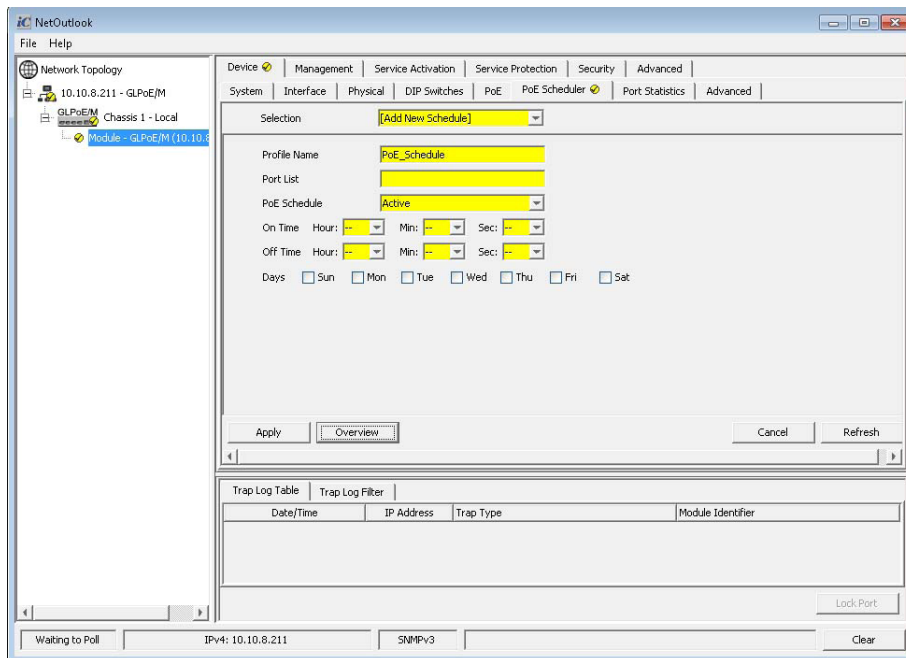 iC NetOutlook
File Help
Network Topology
10.10.8.211 - GLPoE/M
GLPoE/M Chassis 1 - Local
Module - GLPoE/M (10.10.8
Device Management Service Activation Service Protection Security Advanced
System Interface Physical DIP Switches PoE PoE Scheduler Port Statistics Advanced
Selection [Add New Schedule]
Profile Name PoE_Schedule
Port List
PoE Schedule Active
On Time Hour: -- Min: -- Sec: --
Off Time Hour: -- Min: -- Sec: --
Days Sun Mon Tue Wed Thu Fri Sat
Apply Overview Cancel Refresh
Trap Log Table Trap Log Filter
Date/Time IP Address Trap Type Module Identifier
Lock Port
Waiting to Poll IPv4: 10.10.8.211 SNMPv3 Clear